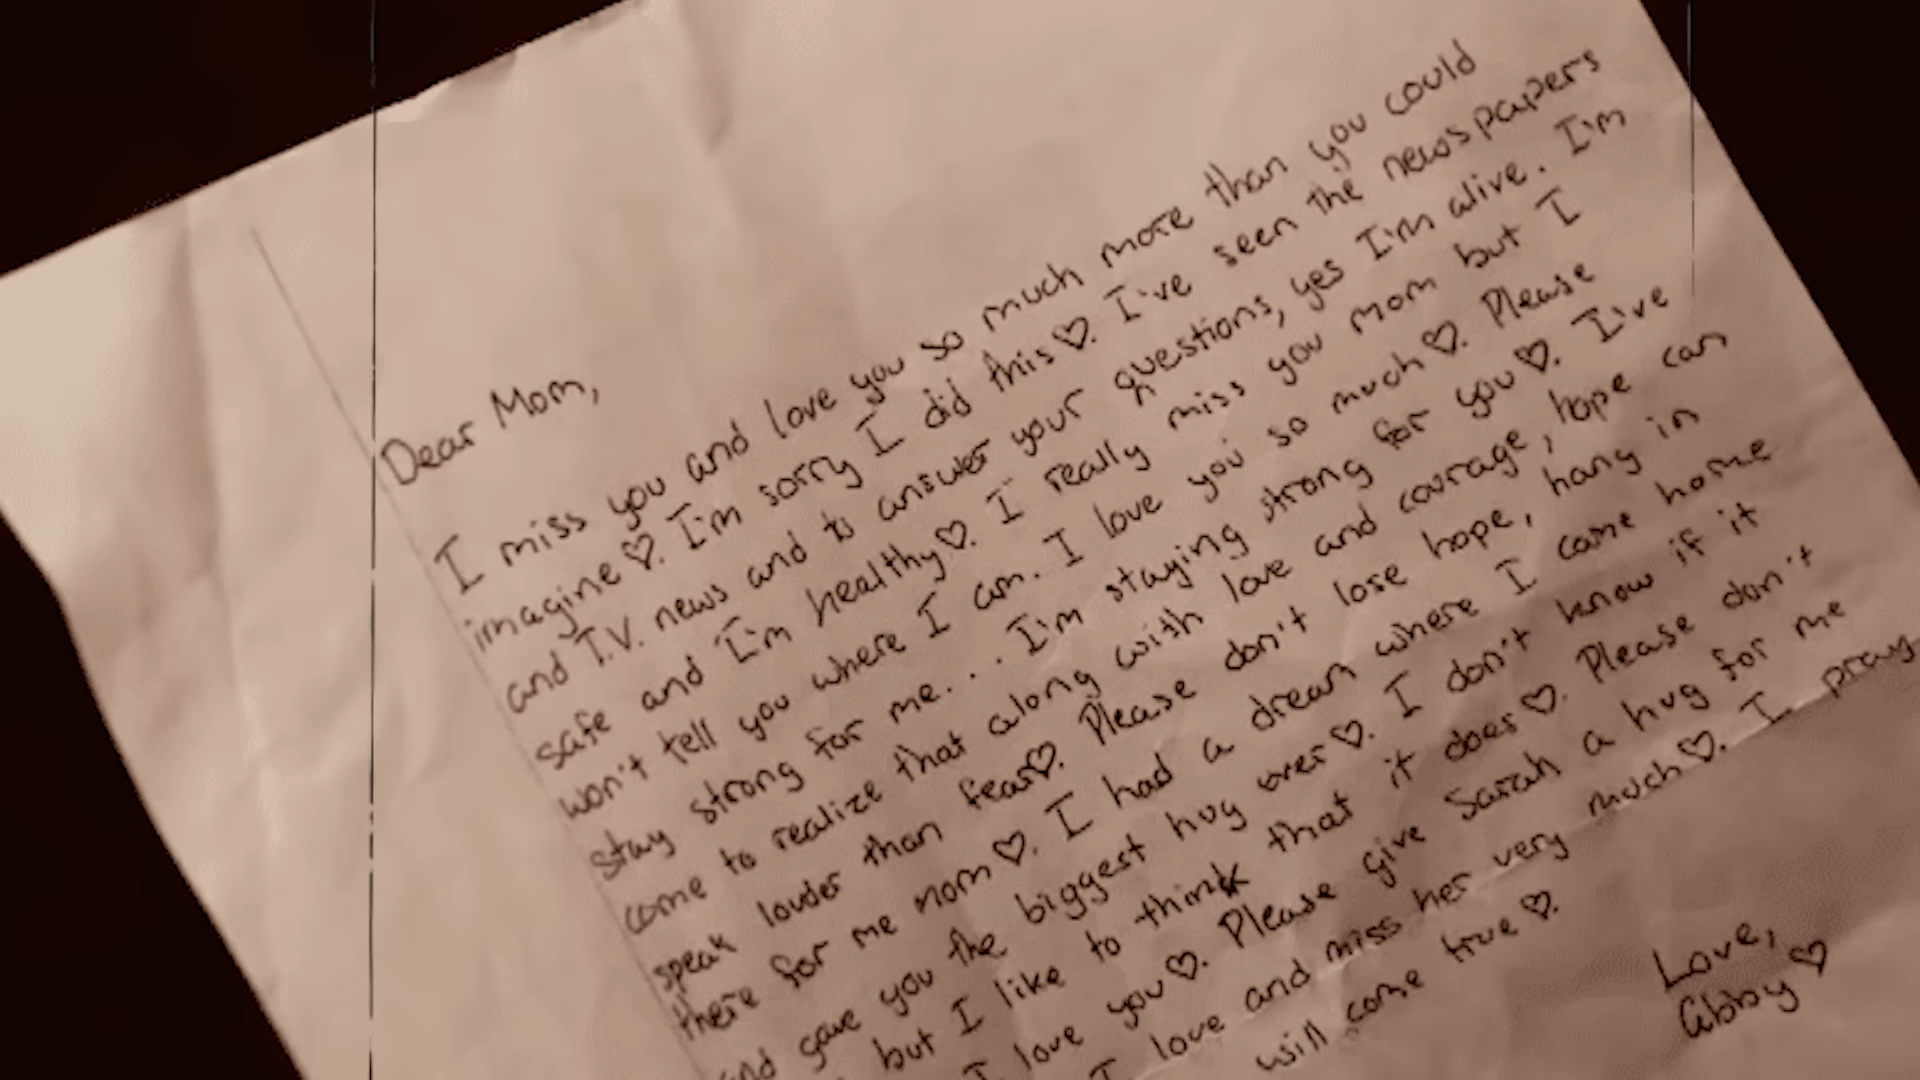 Dear Mom,
I miss you and love you so much more than you could
imagine♡. I'm sorry I did this♡. I've seen the newspapers
and T.V. news and to answer your questions, yes I'm alive. I'm
safe and I'm healthy♡. I really miss you mom but I
won't tell you where I am. I love you so much♡. Please
stay strong for me... I'm staying strong for you♡. I've
come to realize that along with love and courage, hope can
speak louder than fear♡. Please don't lose hope, hang in
there for me mom♡. I had a dream where I came home
and gave you the biggest hug ever♡. I don't know if it
but I like to think that it does♡. Please don't
I love you♡. Please give Sarah a hug for me
I love and miss her very much♡. I pray
will come true♡.
Love,
Abby♡